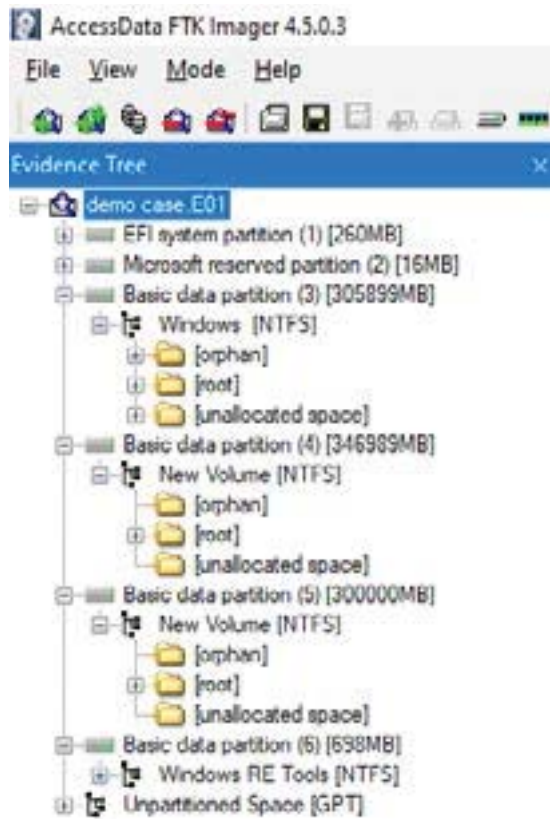 AccessData FTK Imager 4.5.0.3
File View Mode Help
Evidence Tree
demo case.E01
EFI system partition (1) [260MB]
Microsoft reserved partition (2) [16MB]
Basic data partition (3) [305899MB]
Windows [NTFS]
[orphan]
[root]
[unallocated space]
Basic data partition (4) [346989MB]
New Volume [NTFS]
[orphan]
[root]
[unallocated space]
Basic data partition (5) [300000MB]
New Volume [NTFS]
[orphan]
[root]
[unallocated space]
Basic data partition (6) [698MB]
Windows RE Tools [NTFS]
Unpartitioned Space [GPT]